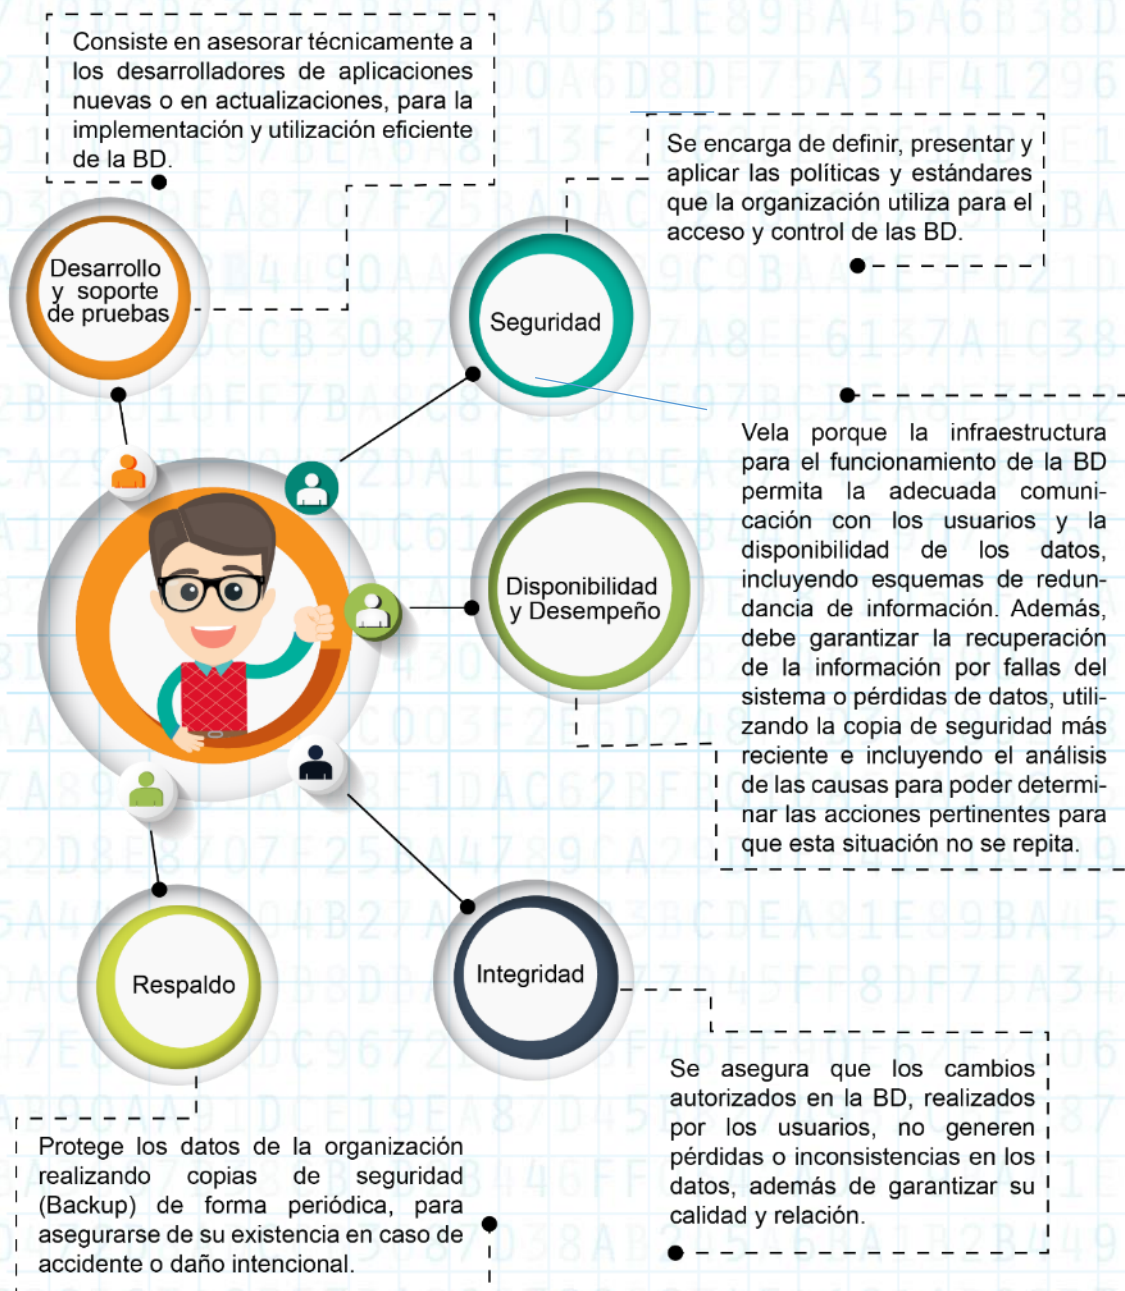 Consiste en asesorar técnicamente a
los desarrolladores de aplicaciones
nuevas o en actualizaciones, para la
implementación y utilización eficiente
de la BD.
Desarrollo
y soporte
de pruebas
Se encarga de definir, presentar y
aplicar las políticas y estándares
que la organización utiliza para el
acceso y control de las BD.
Seguridad
Disponibilidad
y Desempeño
Vela porque la infraestructura
para el funcionamiento de la BD
permita la adecuada comuni-
cación con los usuarios y la
disponibilidad de los datos,
incluyendo esquemas de redun-
dancia de información. Además,
debe garantizar la recuperación
de la información por fallas del
sistema o pérdidas de datos, utili-
zando la copia de seguridad más
reciente e incluyendo el análisis
de las causas para poder determi-
nar las acciones pertinentes para
que esta situación no se repita.
Respaldo
Integridad
Protege los datos de la organización
realizando copias de seguridad
(Backup) de forma periódica, para
asegurarse de su existencia en caso de
accidente o daño intencional.
Se asegura que los cambios
autorizados en la BD, realizados
por los usuarios, no generen
pérdidas o inconsistencias en los
datos, además de garantizar su
calidad y relación.